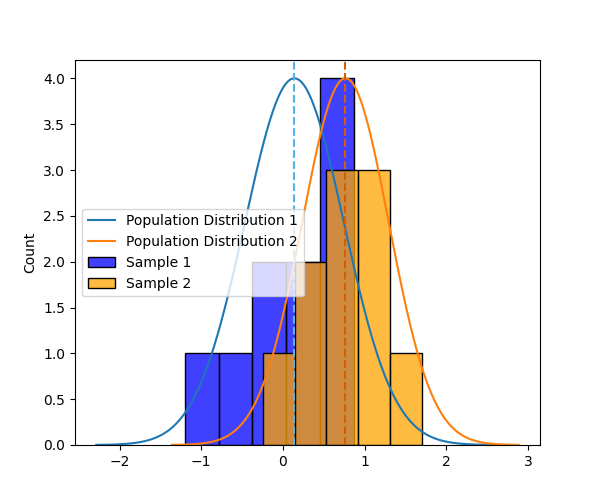 4.0
3.5
3.0
2.5
2.0
1.5
1.0
0.5
0.0
Count
Population Distribution 1
Population Distribution 2
Sample 1
Sample 2
−2 −1 0 1 2 3